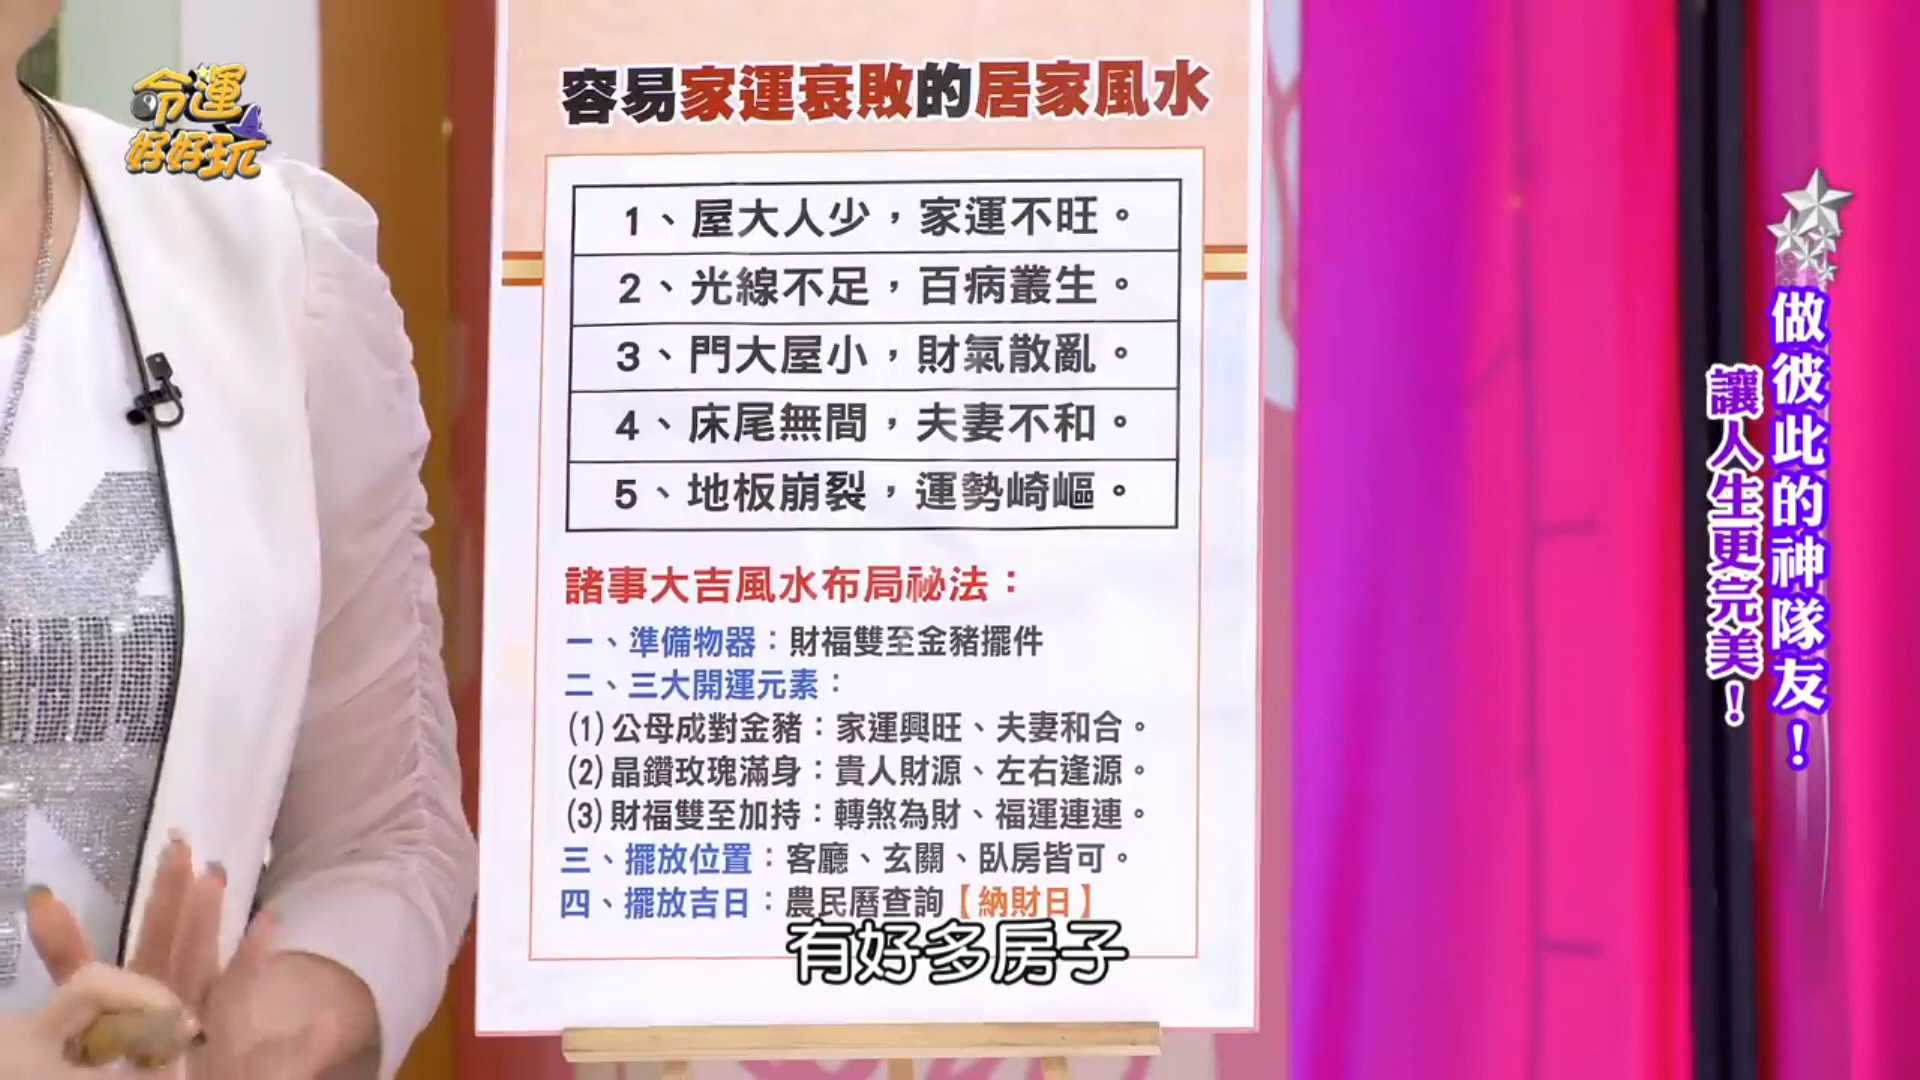 命運
好好玩
容易家運衰敗的居家風水
1、屋大人少，家運不旺。
2、光線不足，百病叢生。
3、門大屋小，財氣散亂。
4、床尾無間，夫妻不和。
5、地板崩裂，運勢崎嶇。
諸事大吉風水布局祕法：
一、準備物器：財福雙至金豬擺件
二、三大開運元素：
(1)公母成對金豬：家運興旺、夫妻和合。
(2)晶鑽玫瑰滿身：貴人財源、左右逢源。
(3)財福雙至加持：轉煞為財、福運連連。
三、擺放位置：客廳、玄關、臥房皆可。
四、擺放吉日：農民曆查詢【納財日】
有好多房子
做彼此的神隊友！
讓人生更完美！